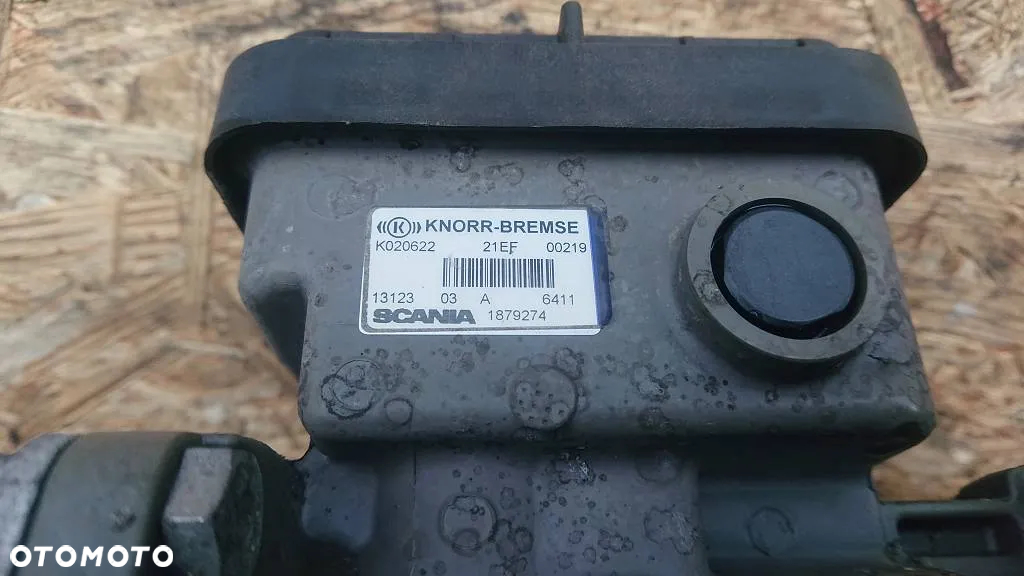 K KNORR-BREMSE
K020622 21EF 00219
13123 03 A 6411
SCANIA 1879274
OTOMOTO